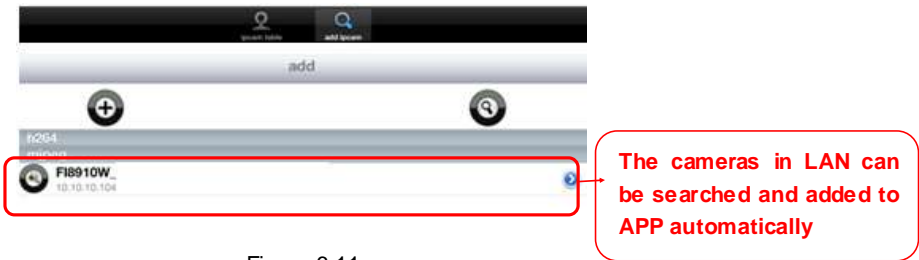 ipcam table add ipcam
add
h264
mjpeg
FI8910W_
10.10.10.104
The cameras in LAN can
be searched and added to
APP automatically